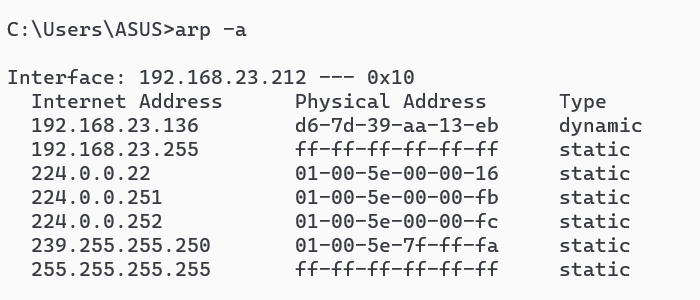 C:\Users\ASUS>arp -a
Interface: 192.168.23.212 --- 0x10
Internet Address Physical Address Type
192.168.23.136 d6-7d-39-aa-13-eb dynamic
192.168.23.255 ff-ff-ff-ff-ff-ff static
224.0.0.22 01-00-5e-00-00-16 static
224.0.0.251 01-00-5e-00-00-fb static
224.0.0.252 01-00-5e-00-00-fc static
239.255.255.250 01-00-5e-7f-ff-fa static
255.255.255.255 ff-ff-ff-ff-ff-ff static